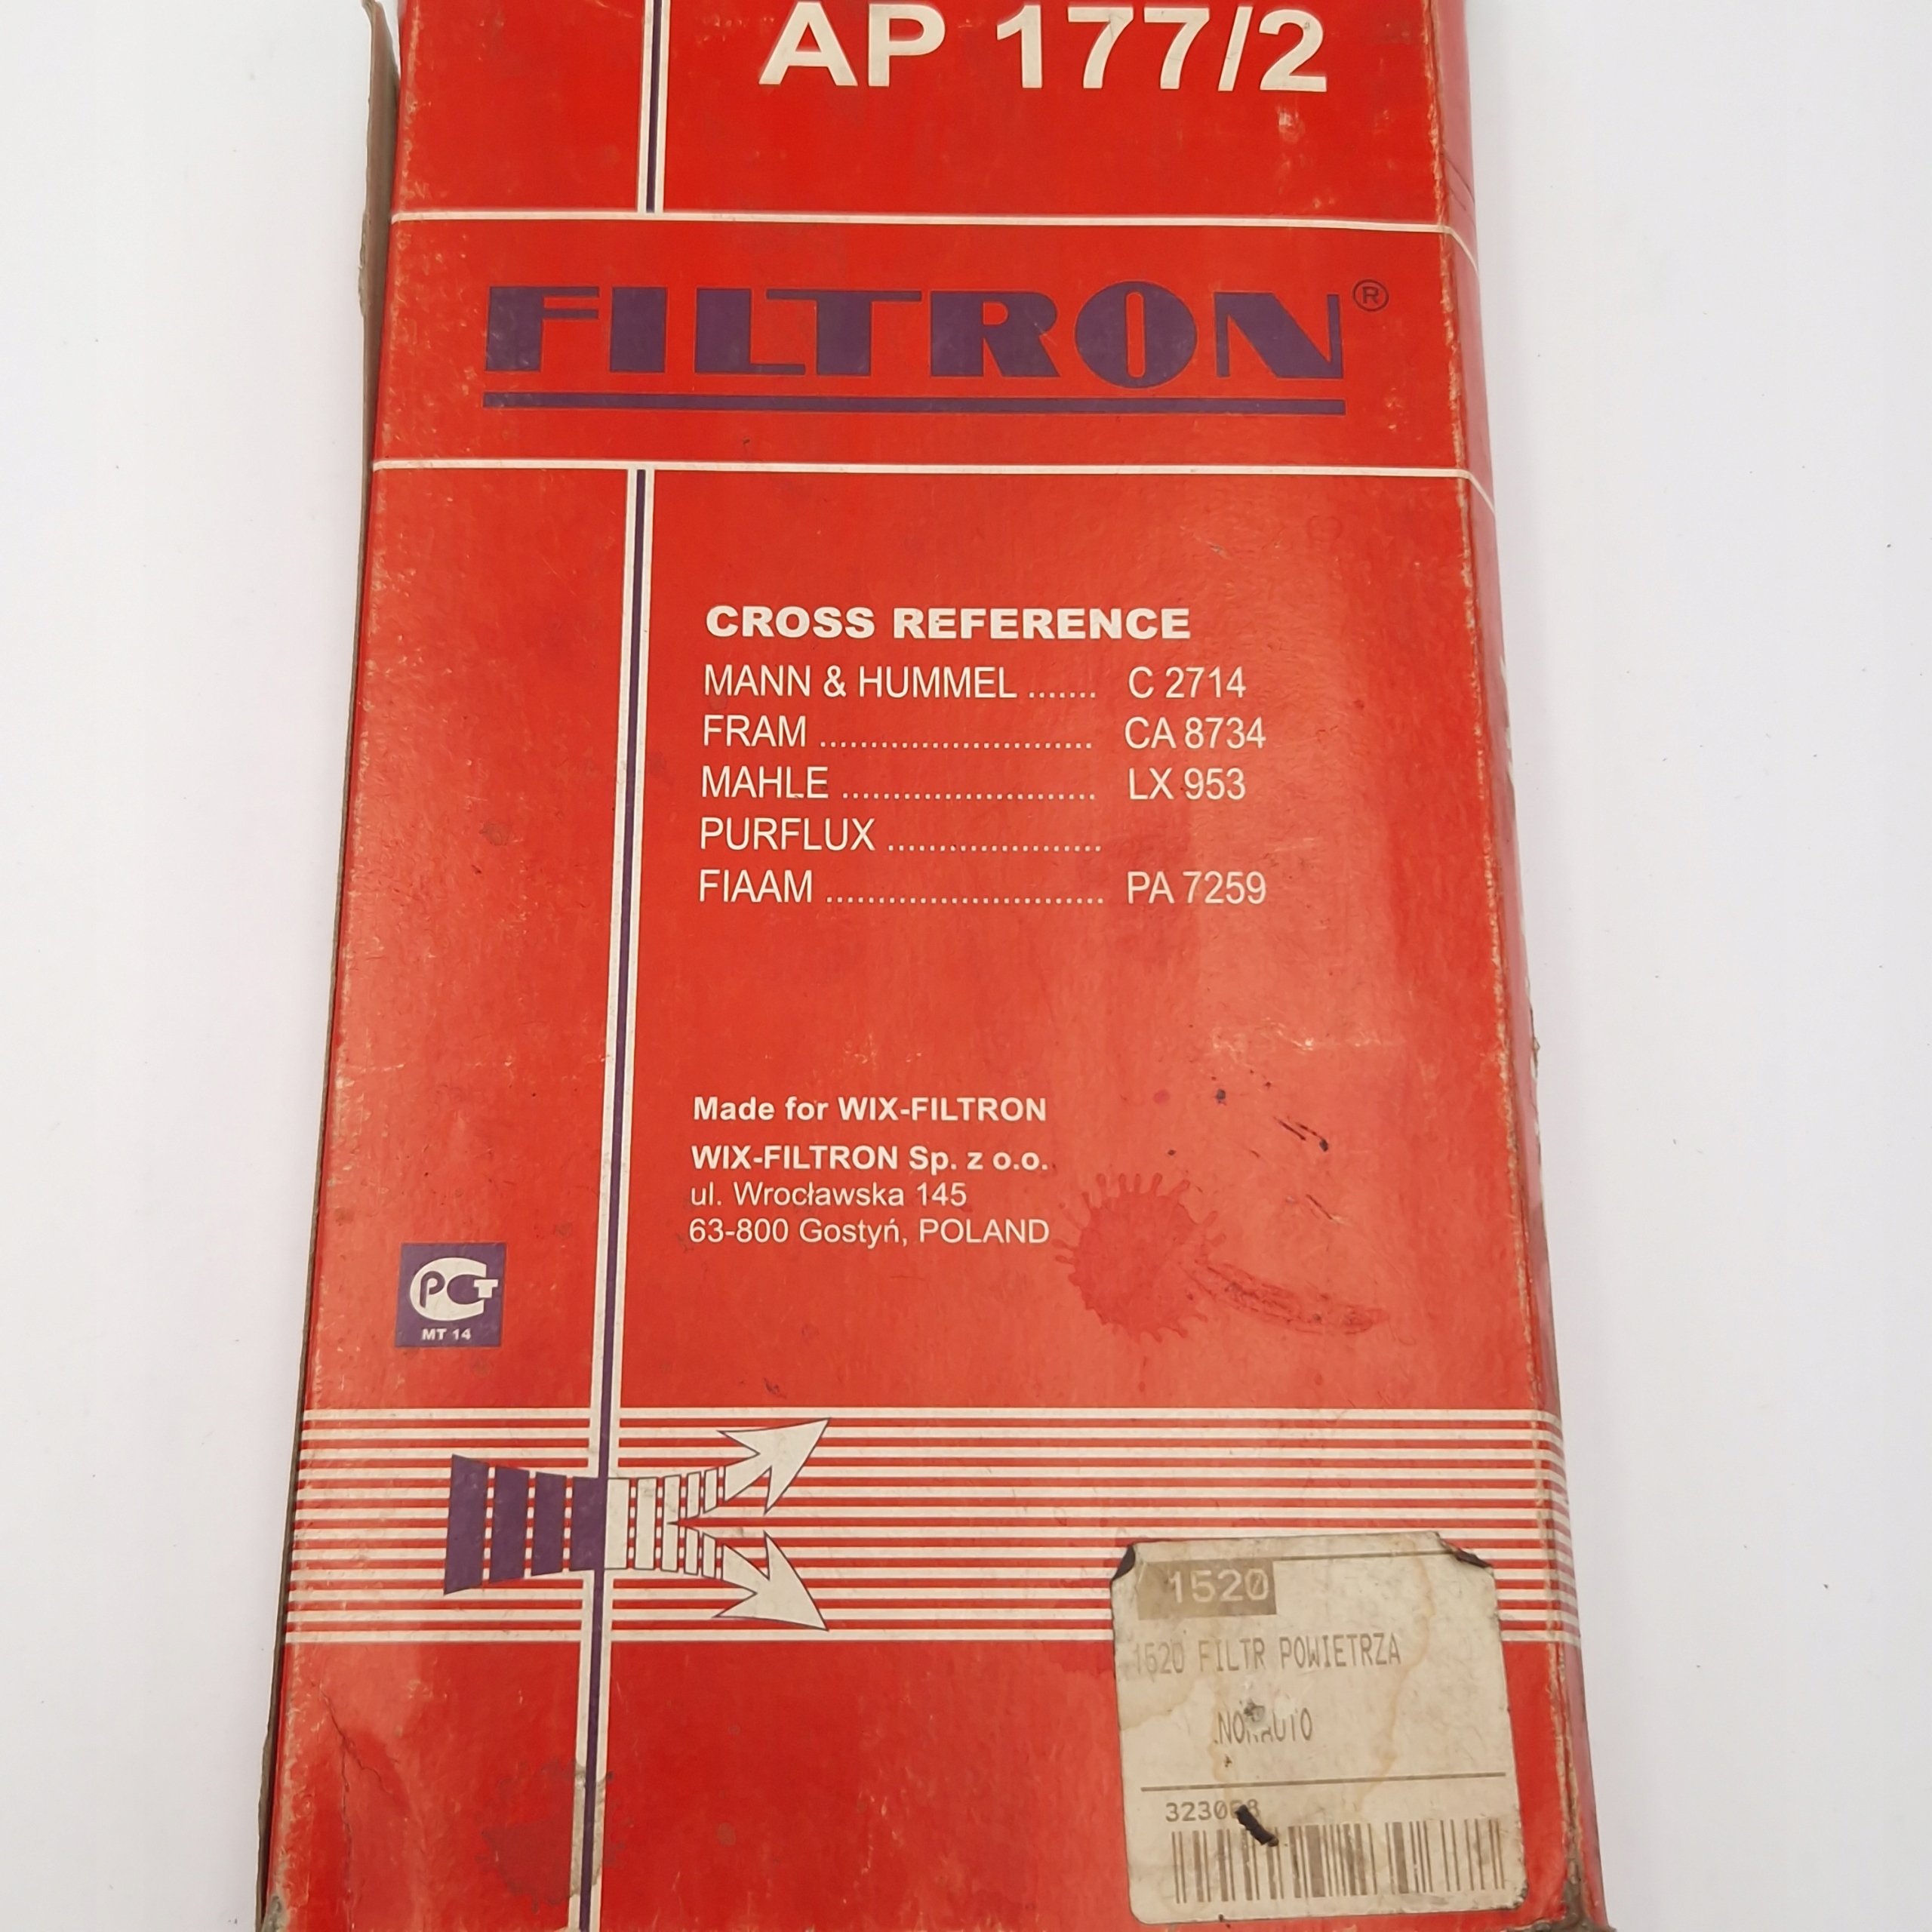 AP 177/2
FILTRON®
CROSS REFERENCE
MANN & HUMMEL ....... C 2714
FRAM ........................... CA 8734
MAHLE ......................... LX 953
PURFLUX .....................
FIAAM ........................... PA 7259
Made for WIX-FILTRON
WIX-FILTRON Sp. z o.o.
ul. Wrocławska 145
63-800 Gostyń, POLAND
PCT
MT 14
1520
1520 FILTR POWIETRZA
NORAUTO